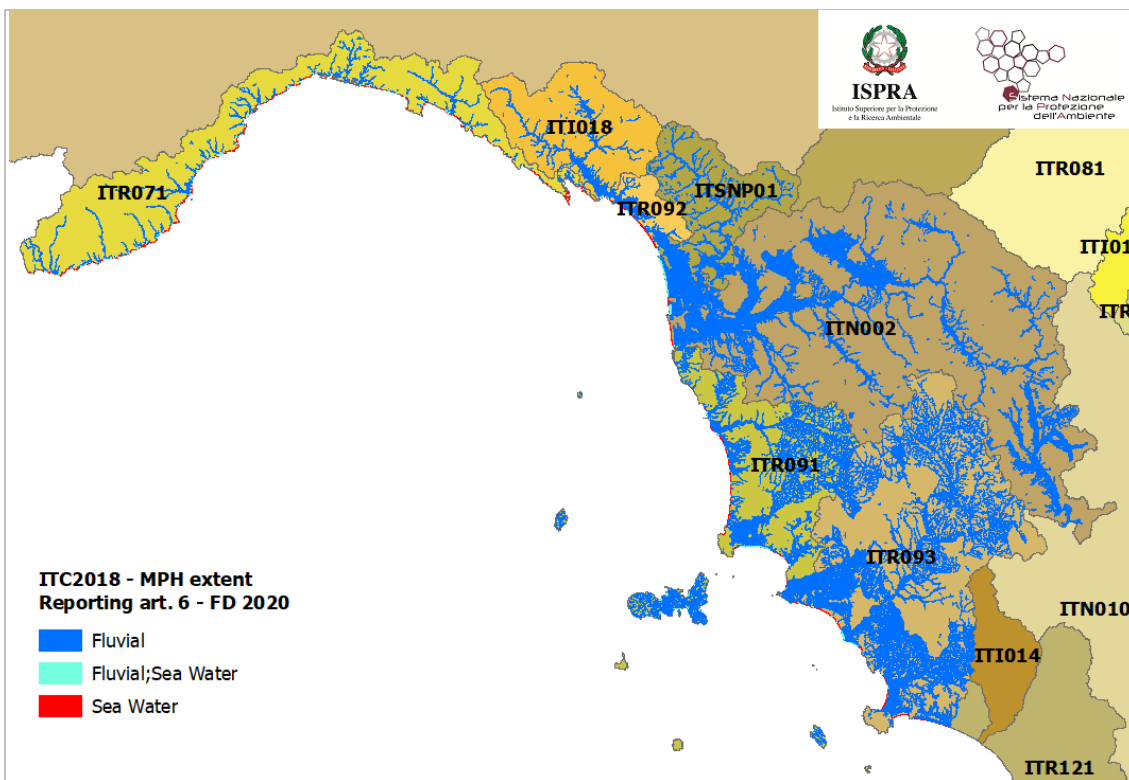 ISPRA
Istituto Superiore per la Protezione
e la Ricerca Ambientale
Sistema Nazionale
per la Protezione
dell'Ambiente
ITI018
ITR081
ITR071
ITSNP01
ITR092
ITI01
ITR
ITN002
ITR091
ITR093
ITN010
ITI014
ITR121
ITC2018 - MPH extent
Reporting art. 6 - FD 2020
Fluvial
Fluvial;Sea Water
Sea Water